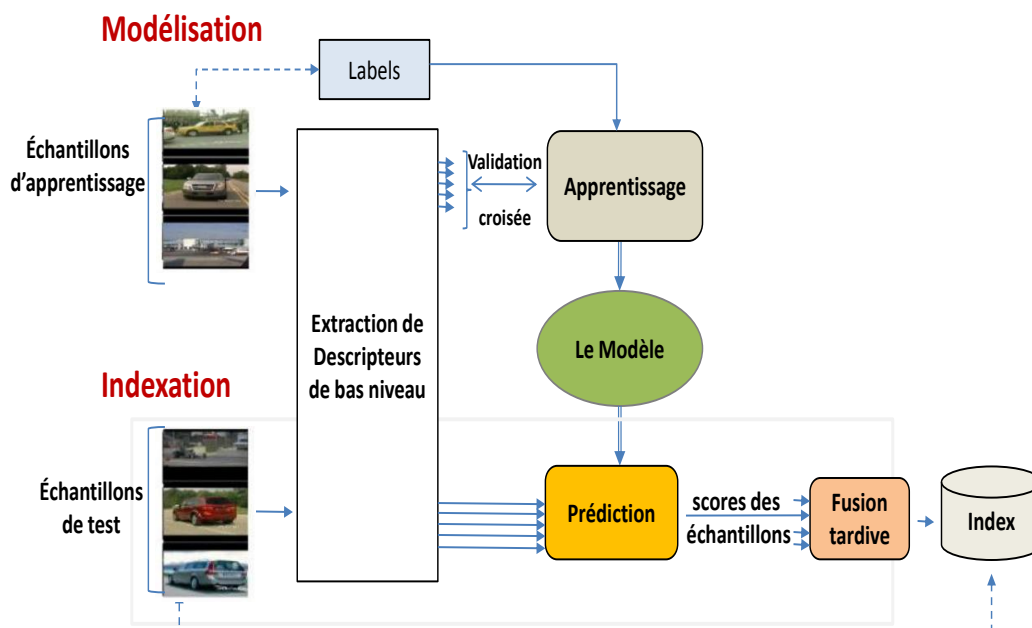 Modélisation
Labels
Échantillons
d'apprentissage
Validation
croisée
Apprentissage
Extraction de
Descripteurs
de bas niveau
Le Modèle
Indexation
Échantillons
de test
Prédiction
scores des
échantillons
Fusion
tardive
Index